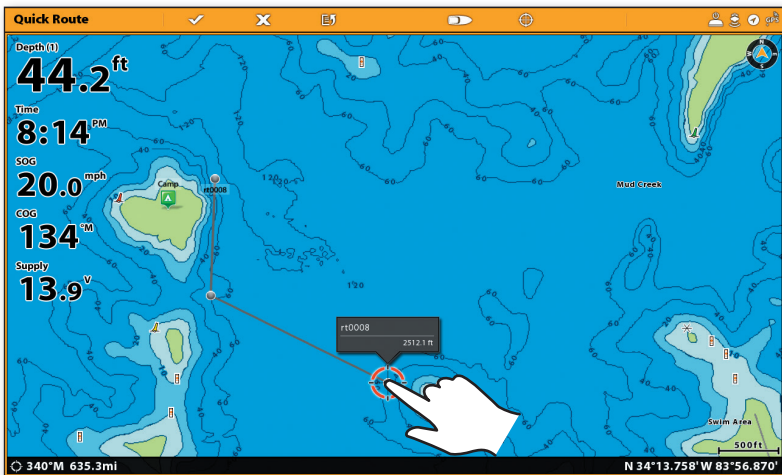 Quick Route
Depth (1)
44.2 ft
Time
8:14 PM
SOG
20.0 mph
COG
134 °M
Supply
13.9 V
Camp
rt0008
Mud Creek
120
rt0008
2512.1 ft
Swim Area
500ft
340°M 635.3mi
N 34°13.758' W 83°56.870'